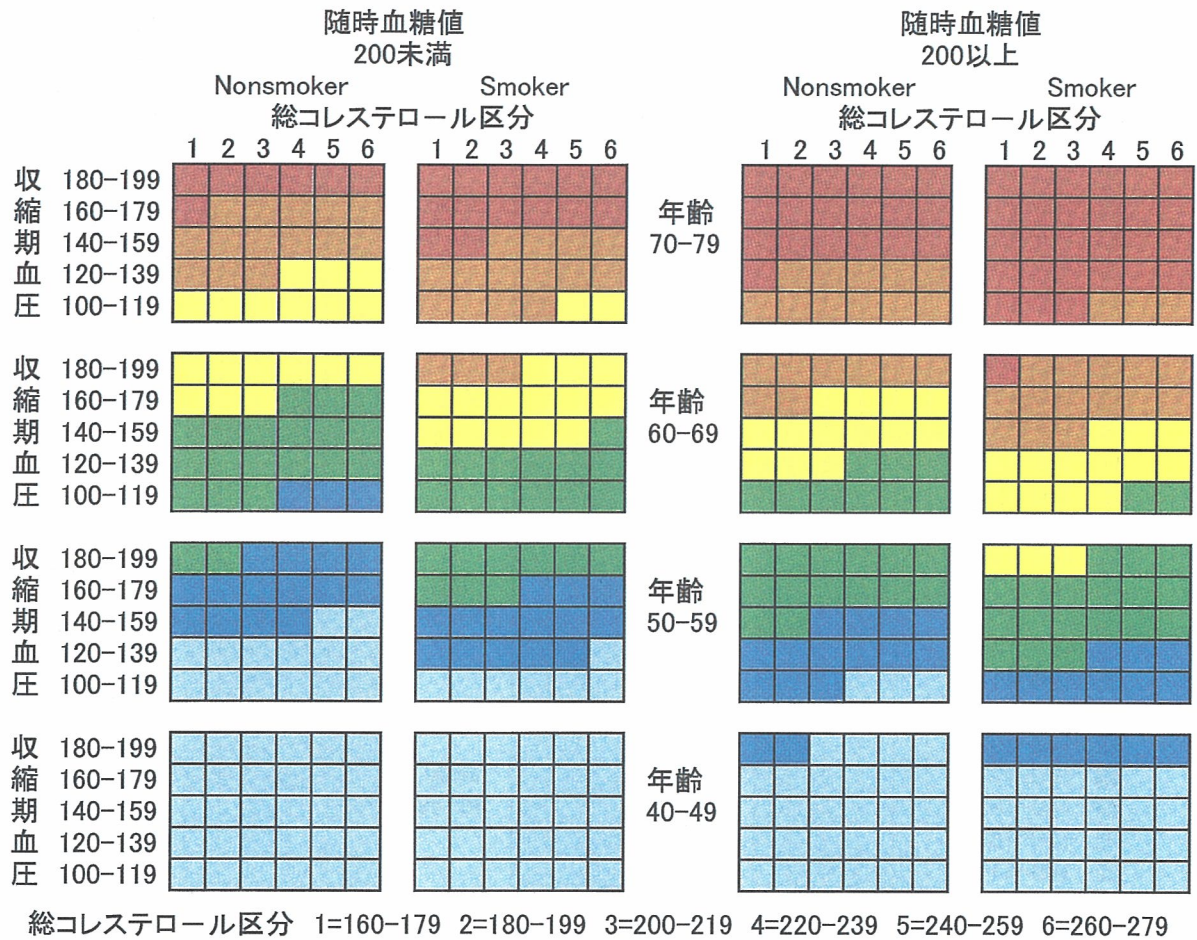 随時血糖値
200未満
随時血糖値
200以上
Nonsmoker Smoker
Nonsmoker Smoker
総コレステロール区分
総コレステロール区分
1 2 3 4 5 6 1 2 3 4 5 6
1 2 3 4 5 6 1 2 3 4 5 6
収 180-199
縮 160-179
期 140-159
血 120-139
圧 100-119
年齢
70-79
収 180-199
縮 160-179
期 140-159
血 120-139
圧 100-119
年齢
60-69
収 180-199
縮 160-179
期 140-159
血 120-139
圧 100-119
年齢
50-59
収 180-199
縮 160-179
期 140-159
血 120-139
圧 100-119
年齢
40-49
総コレステロール区分 1=160-179 2=180-199 3=200-219 4=220-239 5=240-259 6=260-279